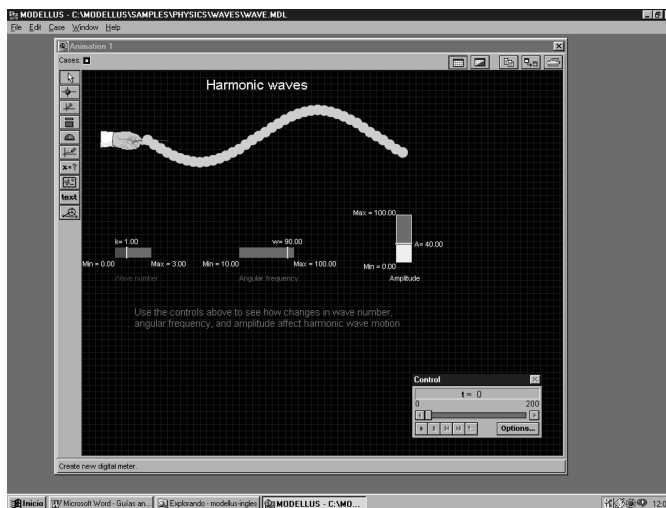 MODELLUS - C:\MODELLUS\SAMPLES\PHYSICS\WAVES\WAVE.MDL
File Edit Case Window Help
Animation 1
Cases:
Harmonic waves
x=?
text
Max = 100.00
k= 1.00
w= 90.00
A= 40.00
Min = 0.00
Max = 3.00
Min = 10.00
Max = 100.00
Min = 0.00
Wave number
Angular frequency
Amplitude
Use the controls above to see how changes in wave number,
angular frequency, and amplitude affect harmonic wave motion
Control
t = 0
0
200
Options...
Create new digital meter.
Inicio
Microsoft Word - Guías an...
Explorando - modellus-ingles
MODELLUS - C:\MO...